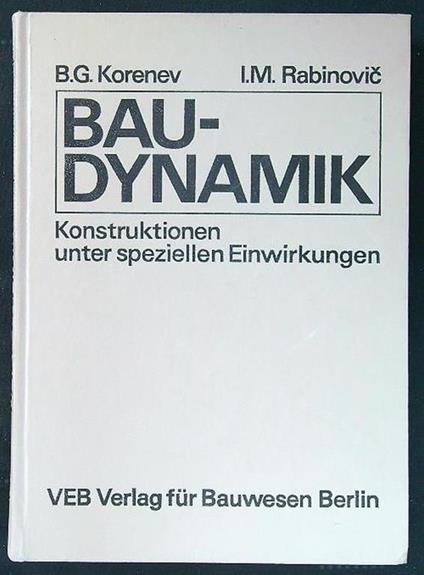 B.G. Korenev I.M. Rabinovič
BAU-
DYNAMIK
Konstruktionen
unter speziellen Einwirkungen
VEB Verlag für Bauwesen Berlin